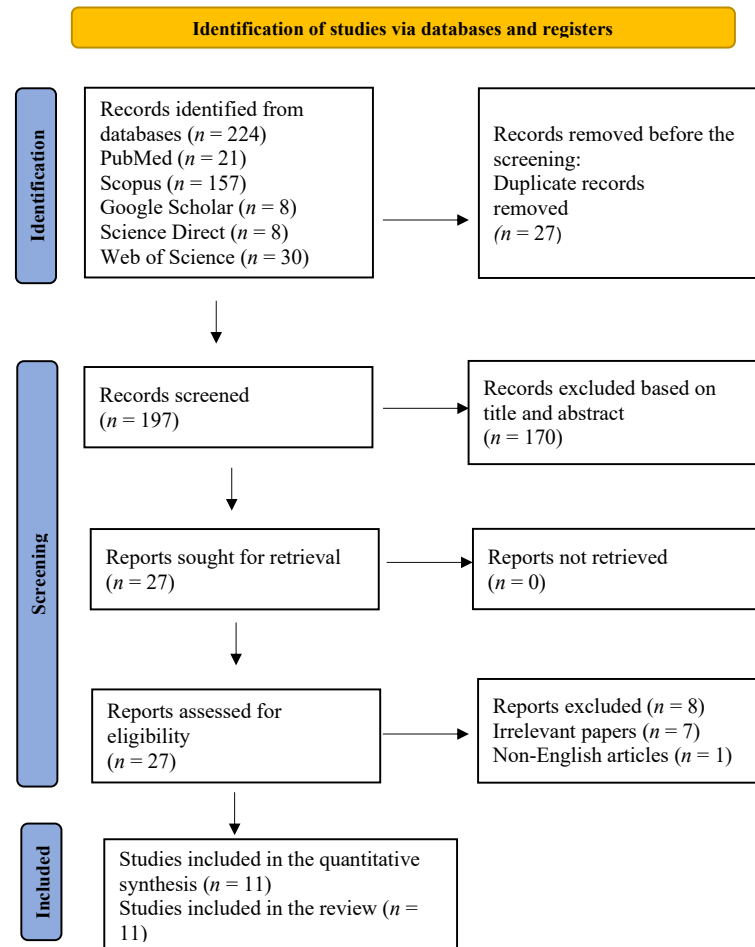 Identification of studies via databases and registers
Identification
Records identified from
databases (n = 224)
PubMed (n = 21)
Scopus (n = 157)
Google Scholar (n = 8)
Science Direct (n = 8)
Web of Science (n = 30)
Records removed before the
screening:
Duplicate records
removed
(n = 27)
Screening
Records screened
(n = 197)
Records excluded based on
title and abstract
(n = 170)
Reports sought for retrieval
(n = 27)
Reports not retrieved
(n = 0)
Reports assessed for
eligibility
(n = 27)
Reports excluded (n = 8)
Irrelevant papers (n = 7)
Non-English articles (n = 1)
Included
Studies included in the quantitative
synthesis (n = 11)
Studies included in the review (n =
11)